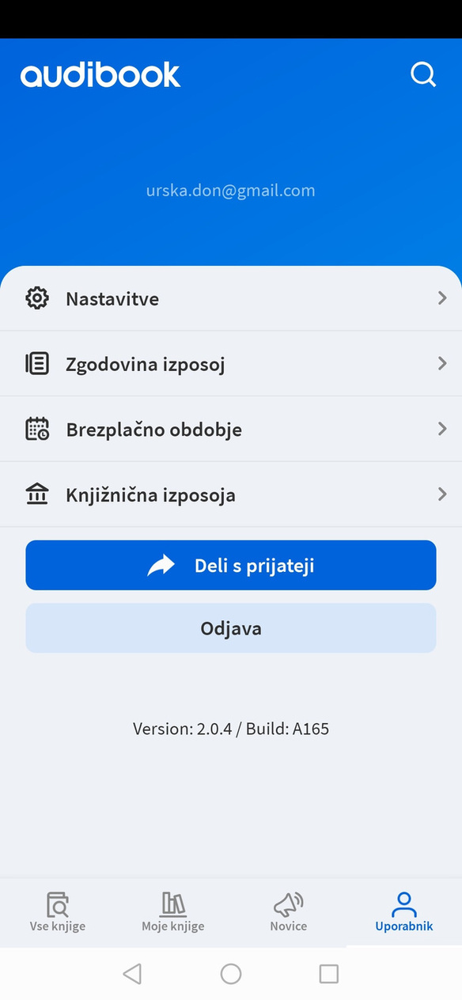 audibook
urska.don@gmail.com
Nastavitve
Zgodovina izposoj
Brezplačno obdobje
Knjižnična izposoja
Deli s prijateji
Odjava
Version: 2.0.4 / Build: A165
Vse knjige
Moje knjige
Novice
Uporabnik